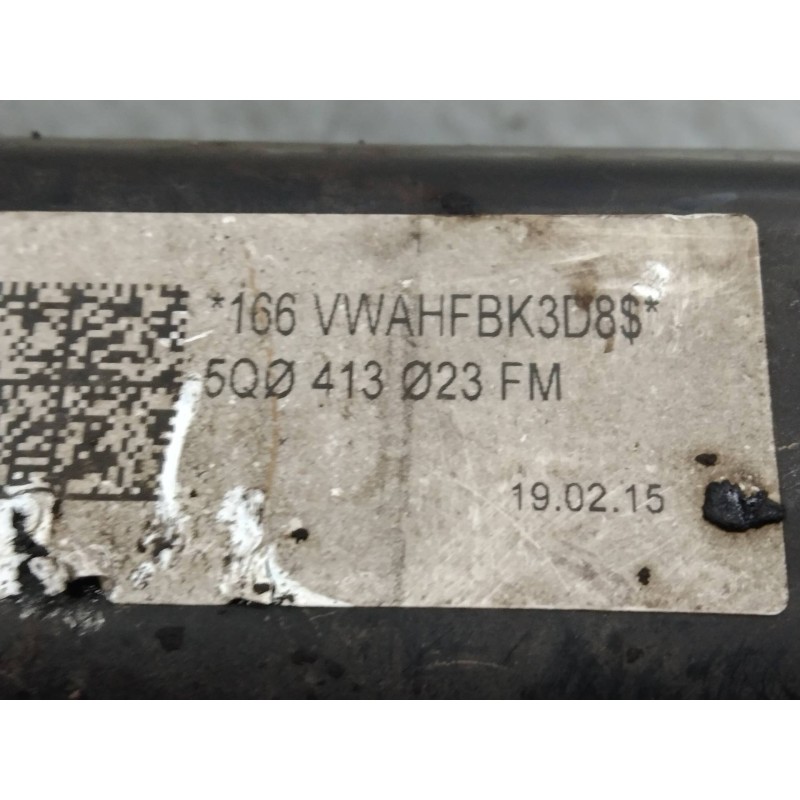 *166 VWAHFBK3D8$*
5QØ 413 Ø23 FM
19.02.15